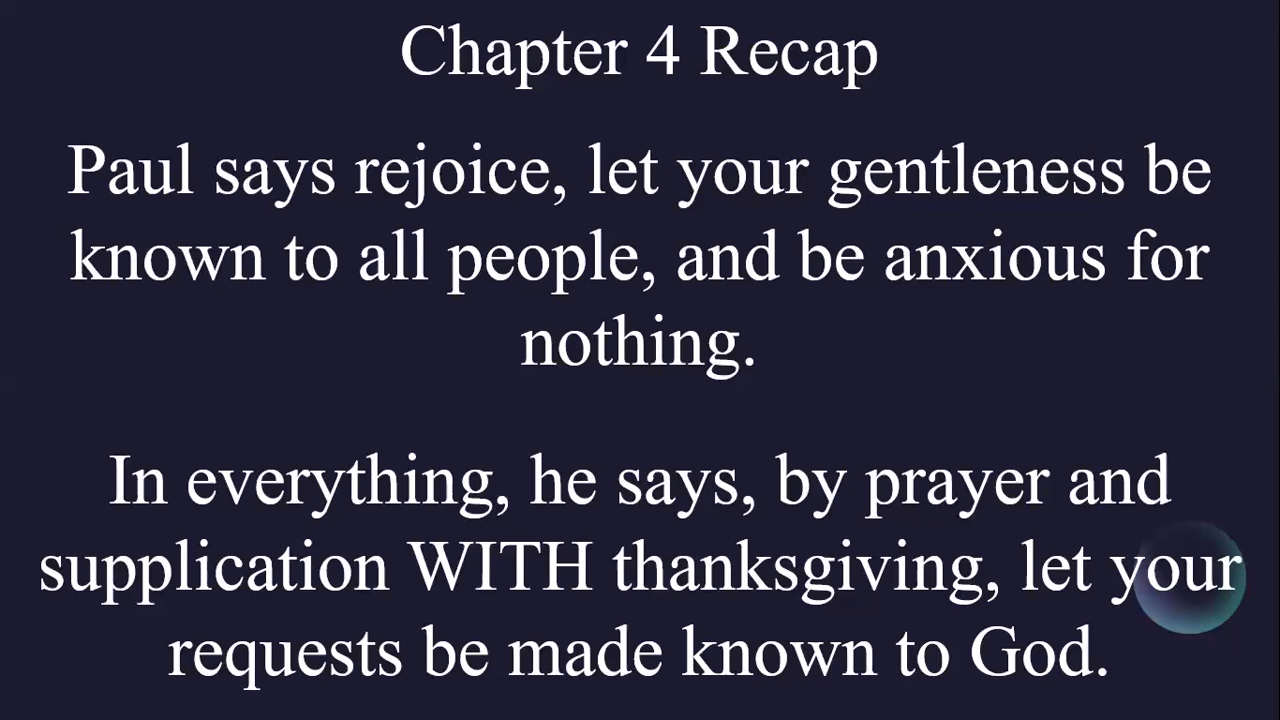 Chapter 4 Recap
Paul says rejoice, let your gentleness be
known to all people, and be anxious for
nothing.
In everything, he says, by prayer and
supplication WITH thanksgiving, let your
requests be made known to God.